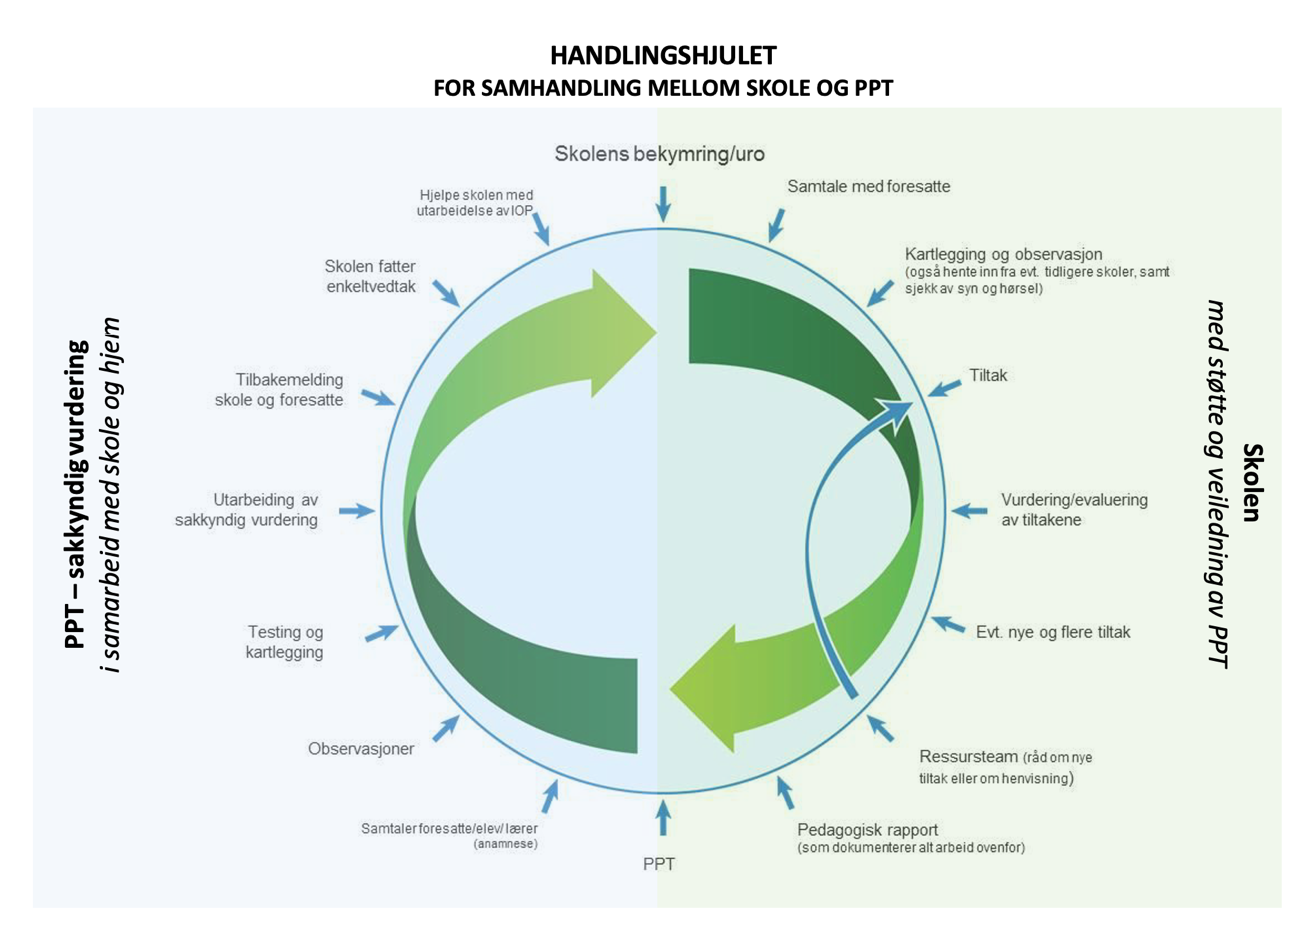 HANDLINGSHJULET
FOR SAMHANDLING MELLOM SKOLE OG PPT
Skolens bekymring/uro
Samtale med foresatte
Kartlegging og observasjon
(også hente inn fra evt. tidligere skoler, samt
sjekk av syn og hørsel)
Tiltak
Vurdering/evaluering
av tiltakene
Evt. nye og flere tiltak
Ressursteam (råd om nye
tiltak eller om henvisning)
Pedagogisk rapport
(som dokumenterer alt arbeid ovenfor)
PPT
Samtaler foresatte/elev/lærer
(anamnese)
Observasjoner
Testing og
kartlegging
Utarbeiding av
sakkyndig vurdering
Tilbakemelding
skole og foresatte
Skolen fatter
enkeltvedtak
Hjelpe skolen med
utarbeidelse av IOP
PPT – sakkyndig vurdering
i samarbeid med skole og hjem
Skolen
med støtte og veiledning av PPT